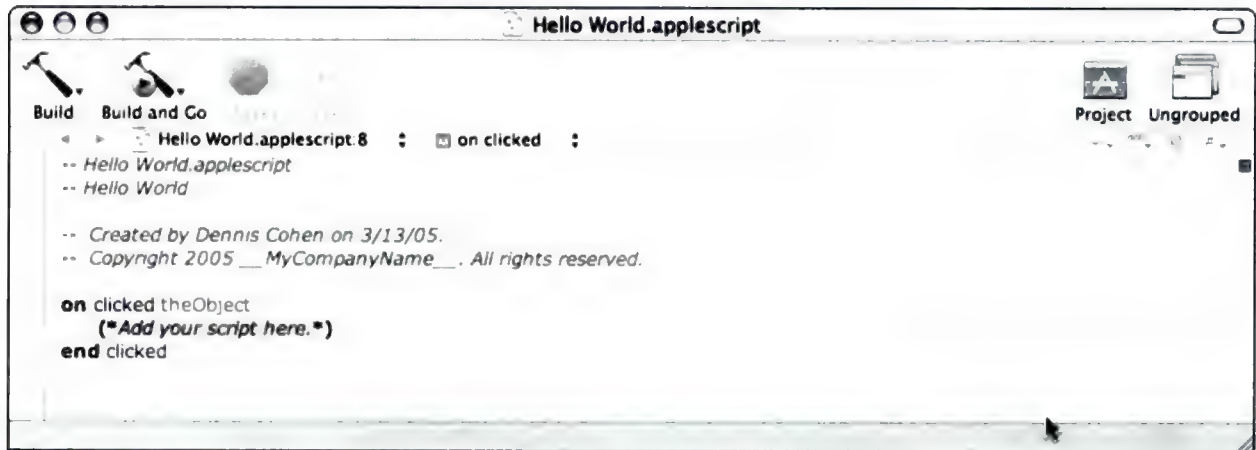 Hello World.applescript
Build Build and Go Project Ungrouped
Hello World.applescript:8 on clicked
-- Hello World.applescript
-- Hello World
-- Created by Dennis Cohen on 3/13/05.
-- Copyright 2005 __MyCompanyName__. All rights reserved.
on clicked theObject
(*Add your script here.*)
end clicked